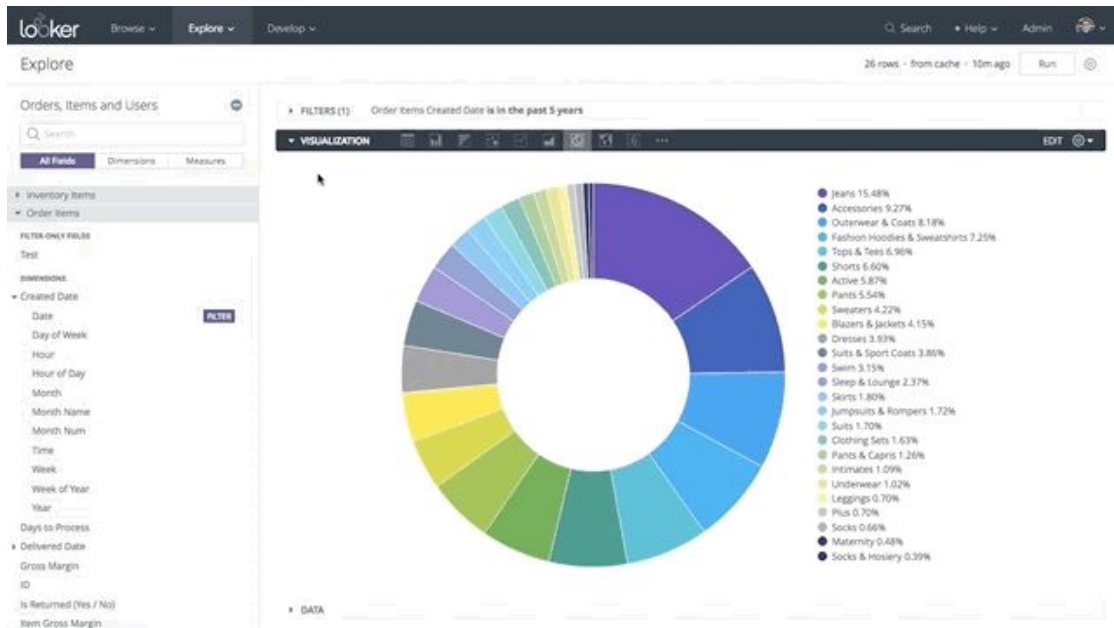 looker Browse Explore Develop Search Help Admin
Explore
26 rows · from cache · 10m ago Run
Orders, Items and Users
Search
All Fields Dimensions Measures
Inventory Items
Order Items
FILTER-ONLY FIELDS
Test
DIMENSIONS
Created Date
Date FILTER
Day of Week
Hour
Hour of Day
Month
Month Name
Month Num
Time
Week
Week of Year
Year
Days to Process
Delivered Date
Gross Margin
ID
Is Returned (Yes / No)
Item Gross Margin
FILTERS (1) Order Items Created Date is in the past 5 years
VISUALIZATION EDIT
Jeans 15.48%
Accessories 9.27%
Outerwear & Coats 8.18%
Fashion Hoodies & Sweatshirts 7.25%
Tops & Tees 6.96%
Shorts 6.60%
Active 5.87%
Pants 5.54%
Sweaters 4.22%
Blazers & Jackets 4.15%
Dresses 3.93%
Suits & Sport Coats 3.86%
Swim 3.15%
Sleep & Lounge 2.37%
Skirts 1.80%
Jumpsuits & Rompers 1.72%
Suits 1.70%
Clothing Sets 1.63%
Pants & Capris 1.26%
Intimates 1.09%
Underwear 1.02%
Leggings 0.70%
Plus 0.70%
Socks 0.66%
Maternity 0.48%
Socks & Hosiery 0.39%
DATA